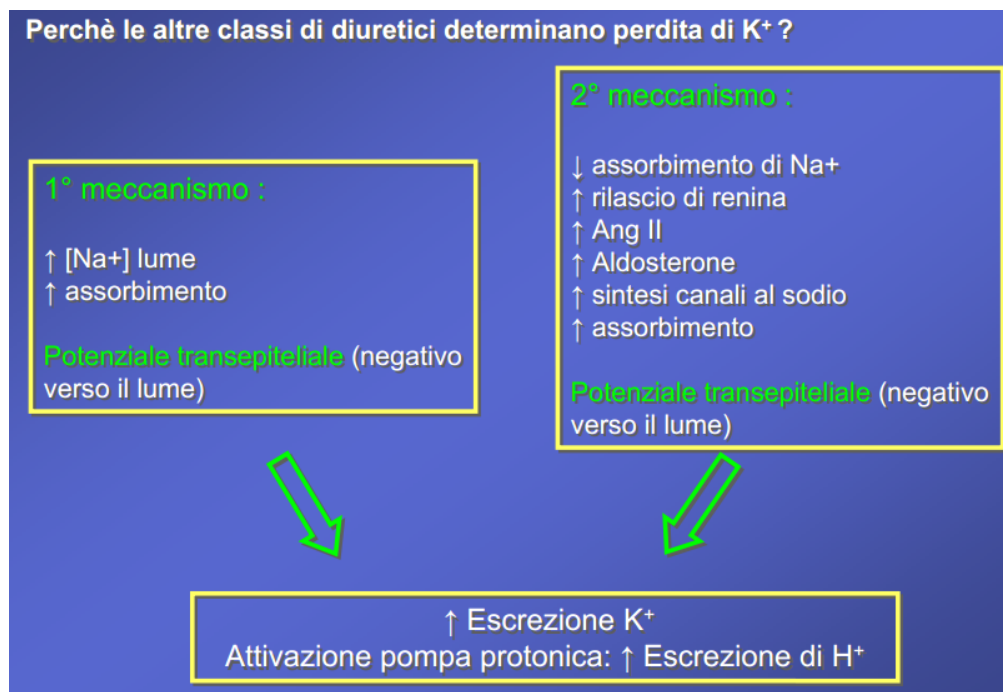 Perchè le altre classi di diuretici determinano perdita di K⁺ ?
1° meccanismo :
↑ [Na+] lume
↑ assorbimento
Potenziale transepiteliale (negativo
verso il lume)
2° meccanismo :
↓ assorbimento di Na+
↑ rilascio di renina
↑ Ang II
↑ Aldosterone
↑ sintesi canali al sodio
↑ assorbimento
Potenziale transepiteliale (negativo
verso il lume)
↑ Escrezione K⁺
Attivazione pompa protonica: ↑ Escrezione di H⁺